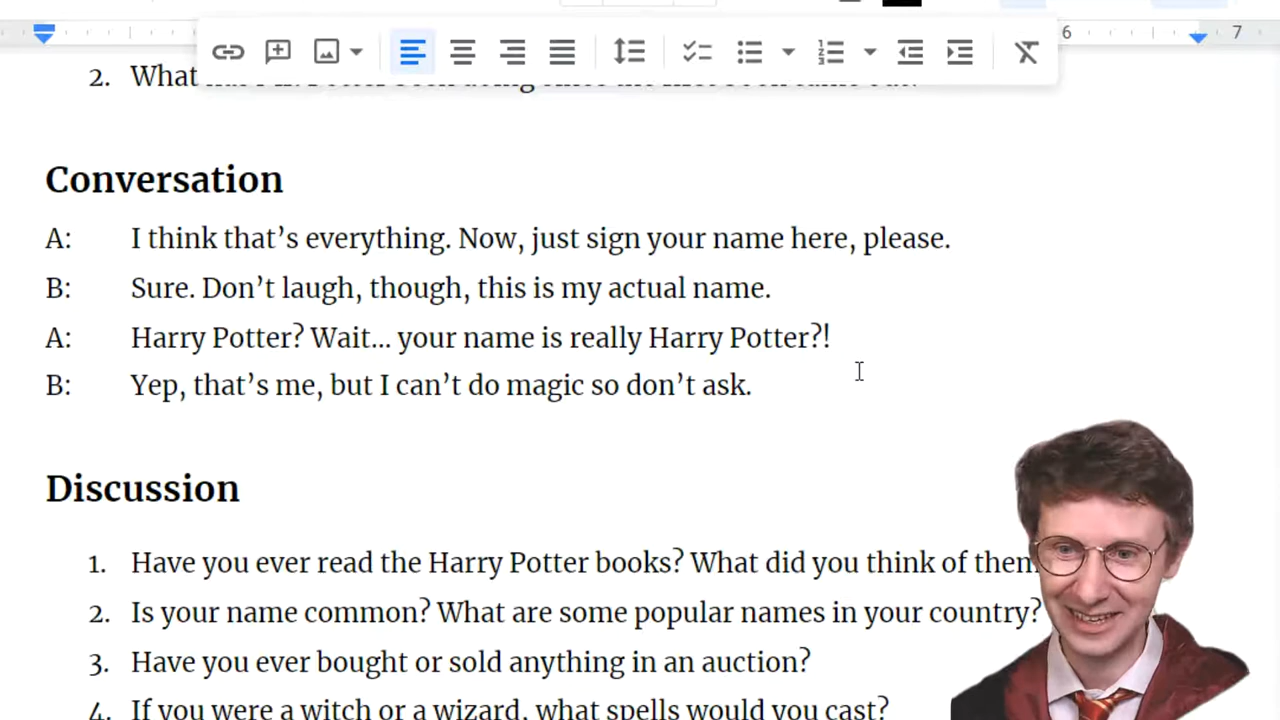 6 7
2. What
Conversation
A: I think that’s everything. Now, just sign your name here, please.
B: Sure. Don’t laugh, though, this is my actual name.
A: Harry Potter? Wait... your name is really Harry Potter?!
B: Yep, that’s me, but I can’t do magic so don’t ask.
Discussion
1. Have you ever read the Harry Potter books? What did you think of them
2. Is your name common? What are some popular names in your country?
3. Have you ever bought or sold anything in an auction?
4. If you were a witch or a wizard, what spells would you cast?